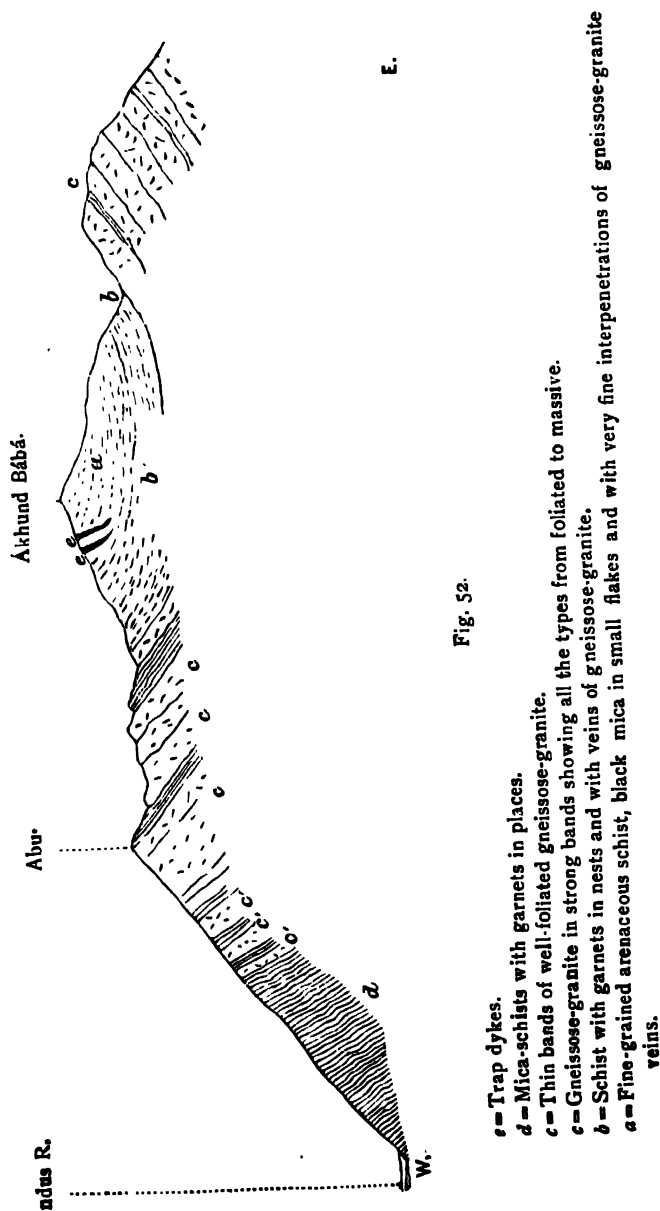 ndus R.
Abu.
Ákhund Bábá.
W.
d
c'
c'
c'
c
c
c
e
e
a
b
b
c
E.
Fig. 52.
e=Trap dykes.
d=Mica-schists with garnets in places.
c=Thin bands of well-foliated gneissose-granite.
c=Gneissose-granite in strong bands showing all the types from foliated to massive.
b=Schist with garnets in nests and with veins of gneissose-granite.
a=Fine-grained arenaceous schist, black mica in small flakes and with very fine interpenetrations of gneissose-granite
veins.